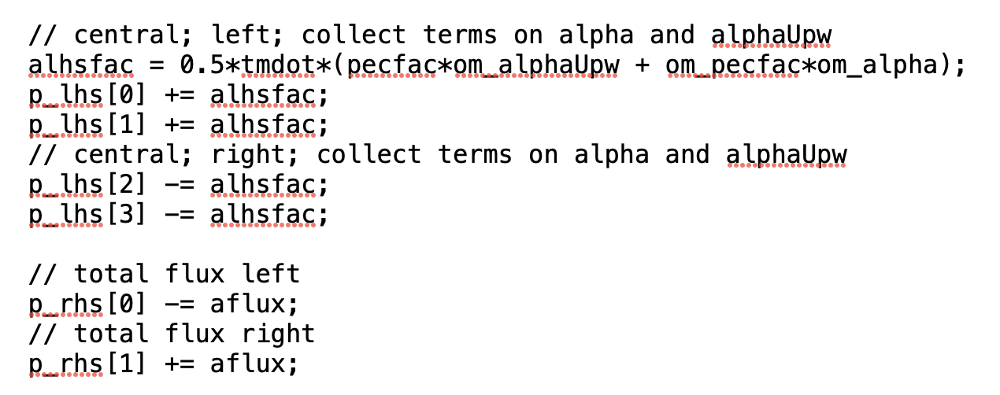 // central; left; collect terms on alpha and alphaUpw
alhsfac = 0.5*tmdot*(pecfac*om_alphaUpw + om_pecfac*om_alpha);
p_lhs[0] += alhsfac;
p_lhs[1] += alhsfac;
// central; right; collect terms on alpha and alphaUpw
p_lhs[2] -= alhsfac;
p_lhs[3] -= alhsfac;
// total flux left
p_rhs[0] -= aflux;
// total flux right
p_rhs[1] += aflux;